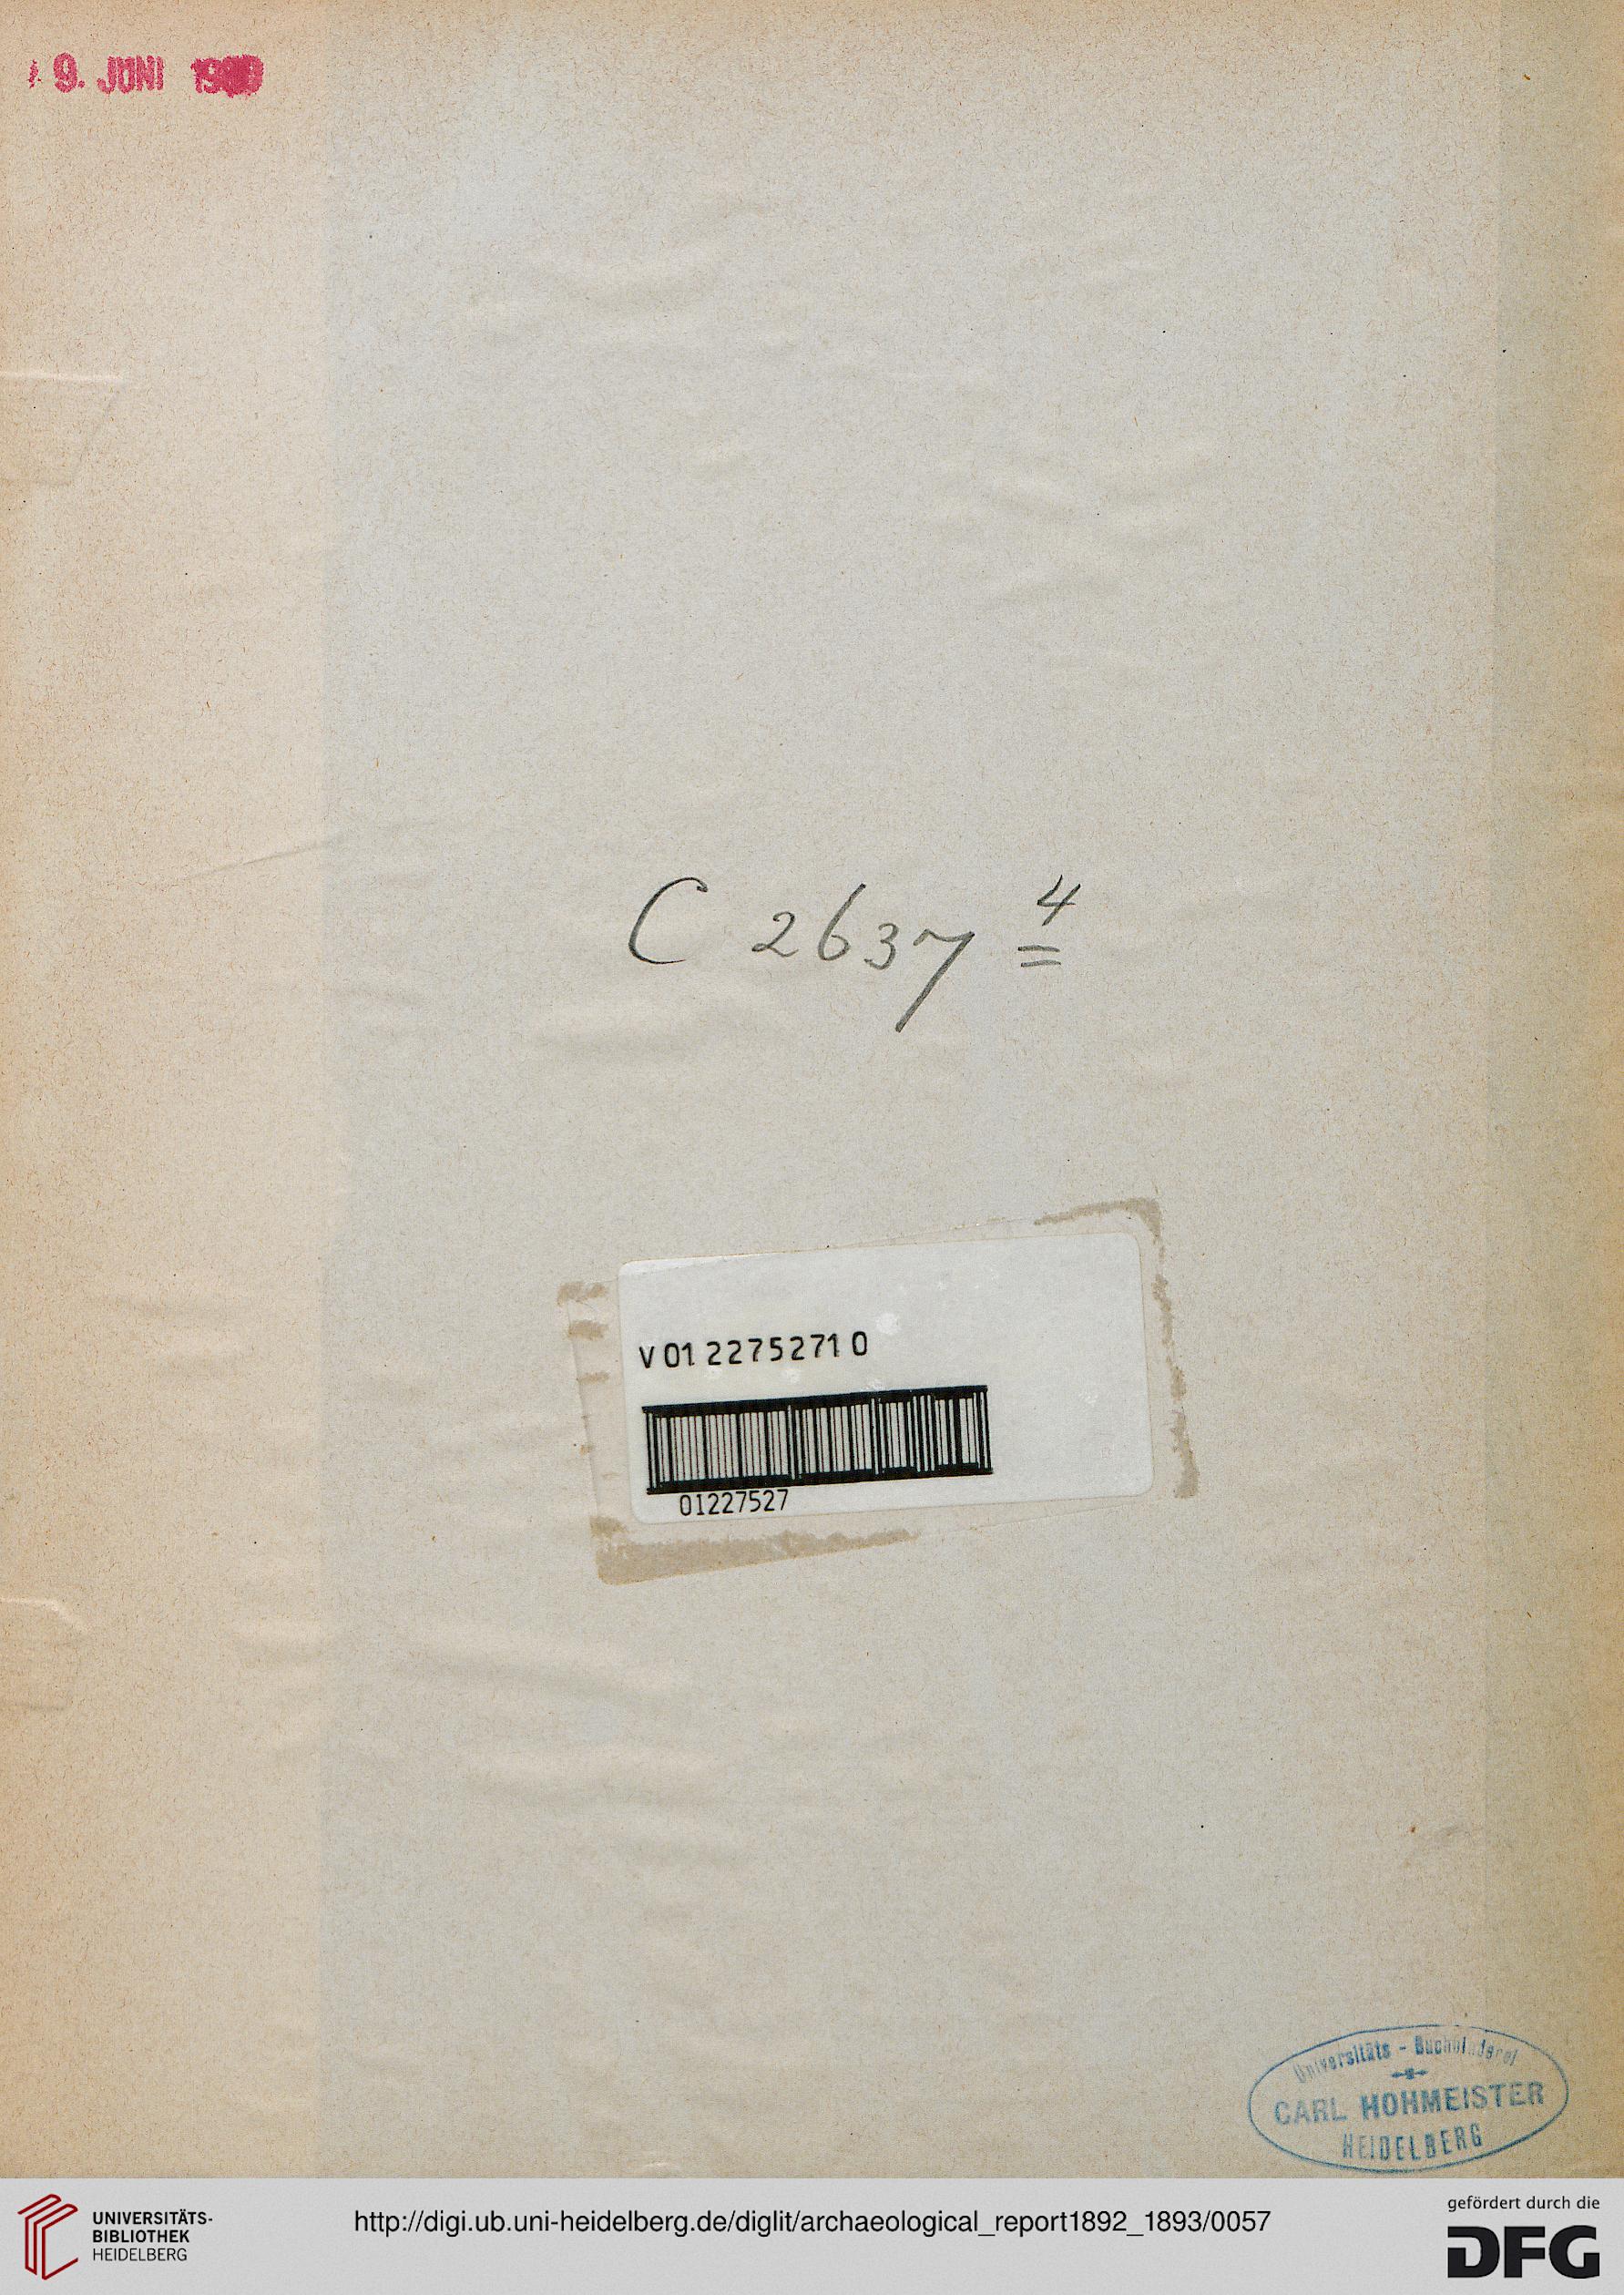 9. JUNI
C 2637 4
V 01 22752710
01227527
Universitäts - Buchbinderei
CARL HOHMEISTER
HEIDELBERG
UNIVERSITÄTS-
BIBLIOTHEK
HEIDELBERG
http://digi.ub.uni-heidelberg.de/diglit/archaeological_report1892_1893/0057
gefördert durch die
DFG